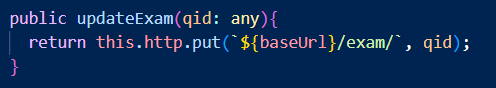 public updateExam(qid: any){
return this.http.put(`${baseUrl}/exam/`, qid);
}